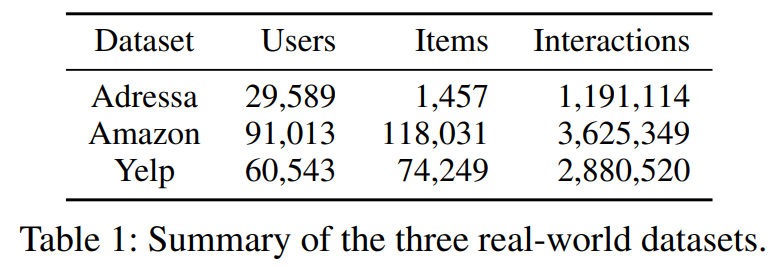 Dataset Users Items Interactions
Adressa 29,589 1,457 1,191,114
Amazon 91,013 118,031 3,625,349
Yelp 60,543 74,249 2,880,520
Table 1: Summary of the three real-world datasets.